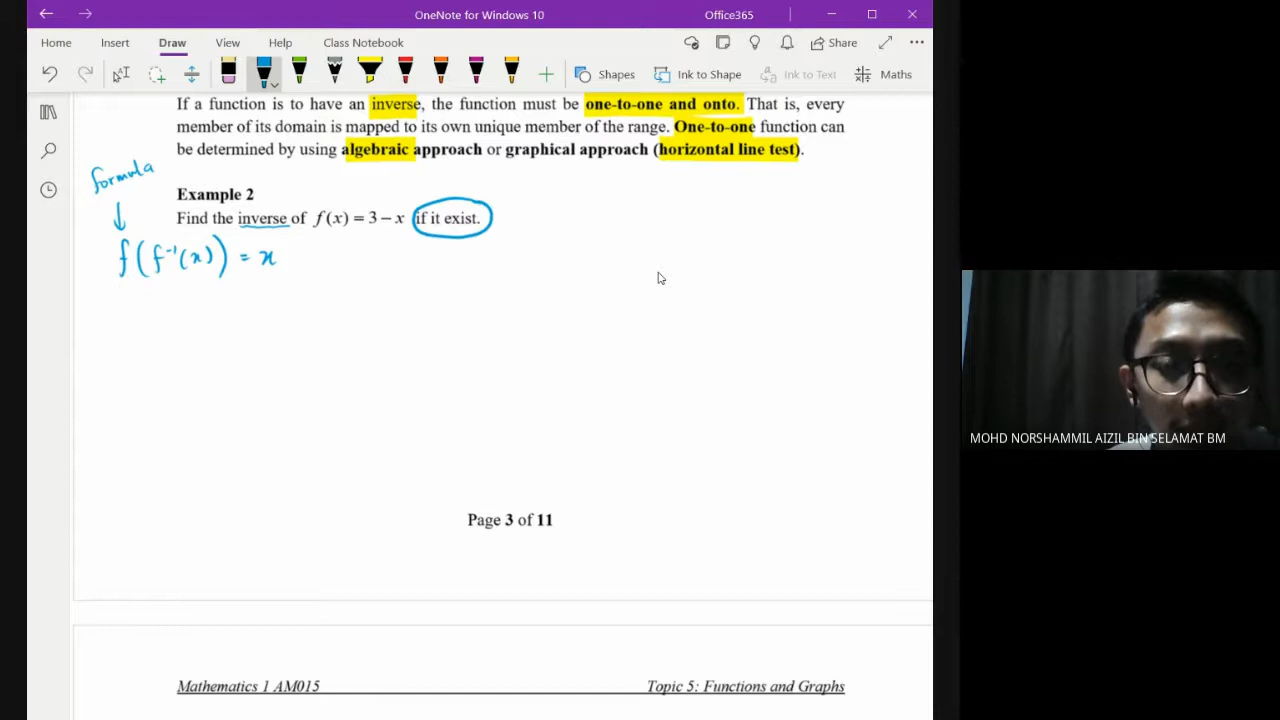 OneNote for Windows 10
Office365
Home Insert Draw View Help Class Notebook
Share
Shapes Ink to Shape Ink to Text Maths
If a function is to have an inverse, the function must be one-to-one and onto. That is, every
member of its domain is mapped to its own unique member of the range. One-to-one function can
be determined by using algebraic approach or graphical approach (horizontal line test).
formula
Example 2
Find the inverse of f(x) = 3 − x if it exist.
f(f⁻¹(x)) = x
MOHD NORSHAMMIL AIZIL BIN SELAMAT BM
Page 3 of 11
Mathematics 1 AM015 Topic 5: Functions and Graphs